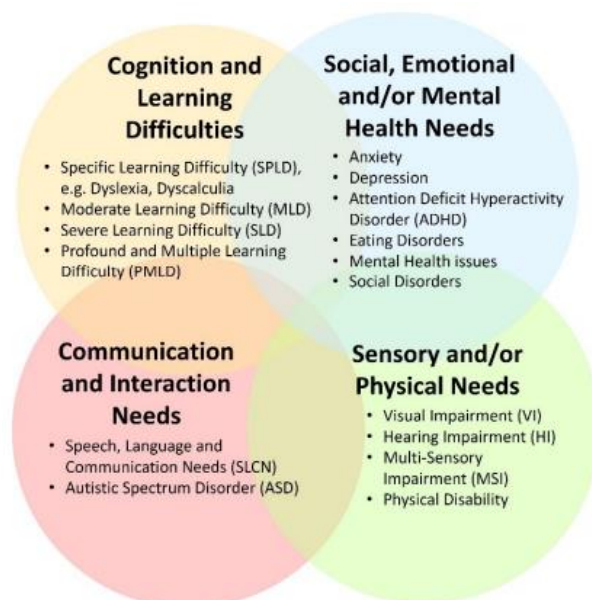 Cognition and
Learning
Difficulties
• Specific Learning Difficulty (SPLD),
e.g. Dyslexia, Dyscalculia
• Moderate Learning Difficulty (MLD)
• Severe Learning Difficulty (SLD)
• Profound and Multiple Learning
Difficulty (PMLD)
Social, Emotional
and/or Mental
Health Needs
• Anxiety
• Depression
• Attention Deficit Hyperactivity
Disorder (ADHD)
• Eating Disorders
• Mental Health issues
• Social Disorders
Communication
and Interaction
Needs
• Speech, Language and
Communication Needs (SLCN)
• Autistic Spectrum Disorder (ASD)
Sensory and/or
Physical Needs
• Visual Impairment (VI)
• Hearing Impairment (HI)
• Multi-Sensory
Impairment (MSI)
• Physical Disability